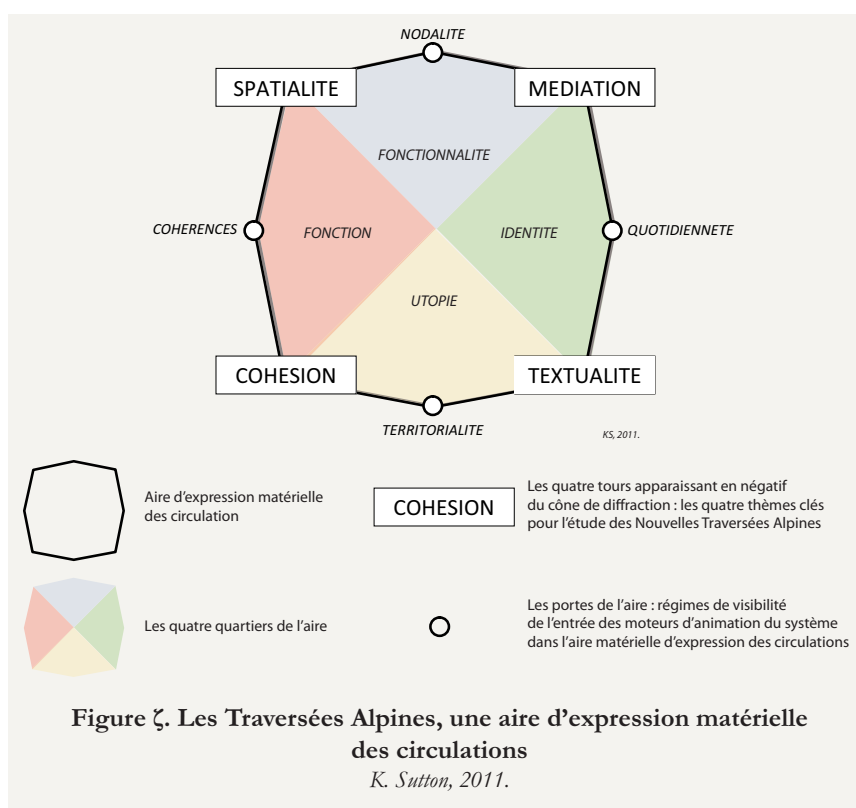 NODALITE
SPATIALITE
MEDIATION
FONCTIONNALITE
COHERENCES
FONCTION
IDENTITE
QUOTIDIENNETE
UTOPIE
COHESION
TEXTUALITE
TERRITORIALITE
KS, 2011.
Aire d'expression matérielle
des circulation
COHESION
Les quatre tours apparaissant en négatif
du cône de diffraction : les quatre thèmes clés
pour l'étude des Nouvelles Traversées Alpines
Les quatre quartiers de l'aire
Les portes de l'aire : régimes de visibilité
de l'entrée des moteurs d'animation du système
dans l'aire matérielle d'expression des circulations
Figure ζ. Les Traversées Alpines, une aire d'expression matérielle
des circulations
K. Sutton, 2011.